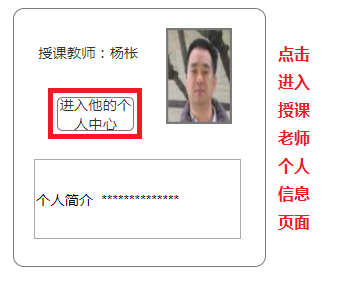 授课教师：杨枨
进入他的个
人中心
个人简介 **************
点击
进入
授课
老师
个人
信息
页面